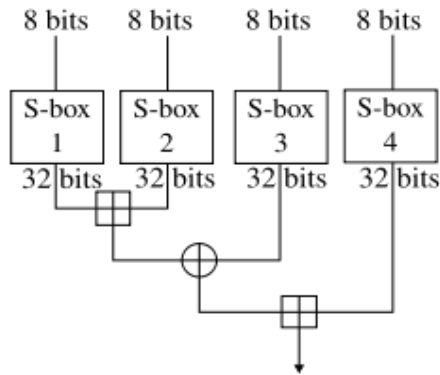 8 bits 8 bits 8 bits 8 bits
S-box S-box S-box S-box
1 2 3 4
32 bits 32 bits 32 bits 32 bits